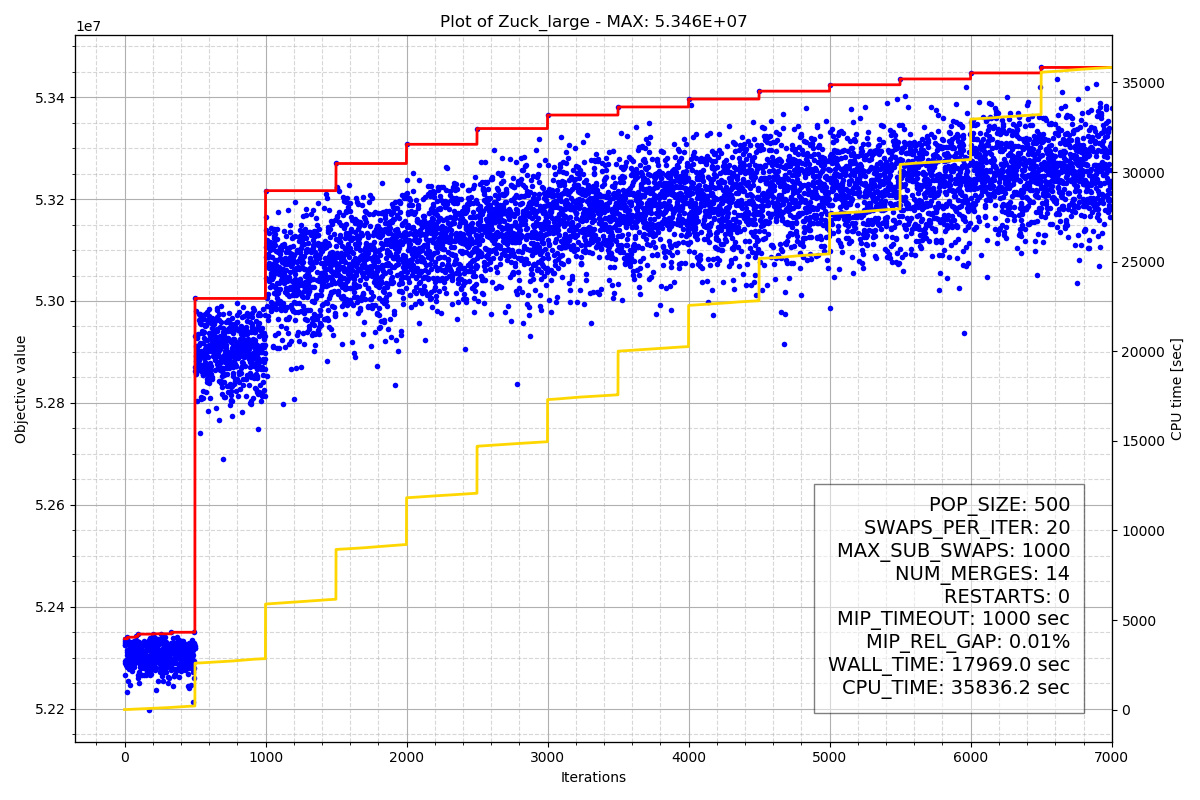 Plot of Zuck_large - MAX: 5.346E+07
1e7
5.34
5.32
5.30
5.28
5.26
5.24
5.22
Objective value
35000
30000
25000
20000
15000
10000
5000
0
CPU time [sec]
POP_SIZE: 500
SWAPS_PER_ITER: 20
MAX_SUB_SWAPS: 1000
NUM_MERGES: 14
RESTARTS: 0
MIP_TIMEOUT: 1000 sec
MIP_REL_GAP: 0.01%
WALL_TIME: 17969.0 sec
CPU_TIME: 35836.2 sec
0 1000 2000 3000 4000 5000 6000 7000
Iterations